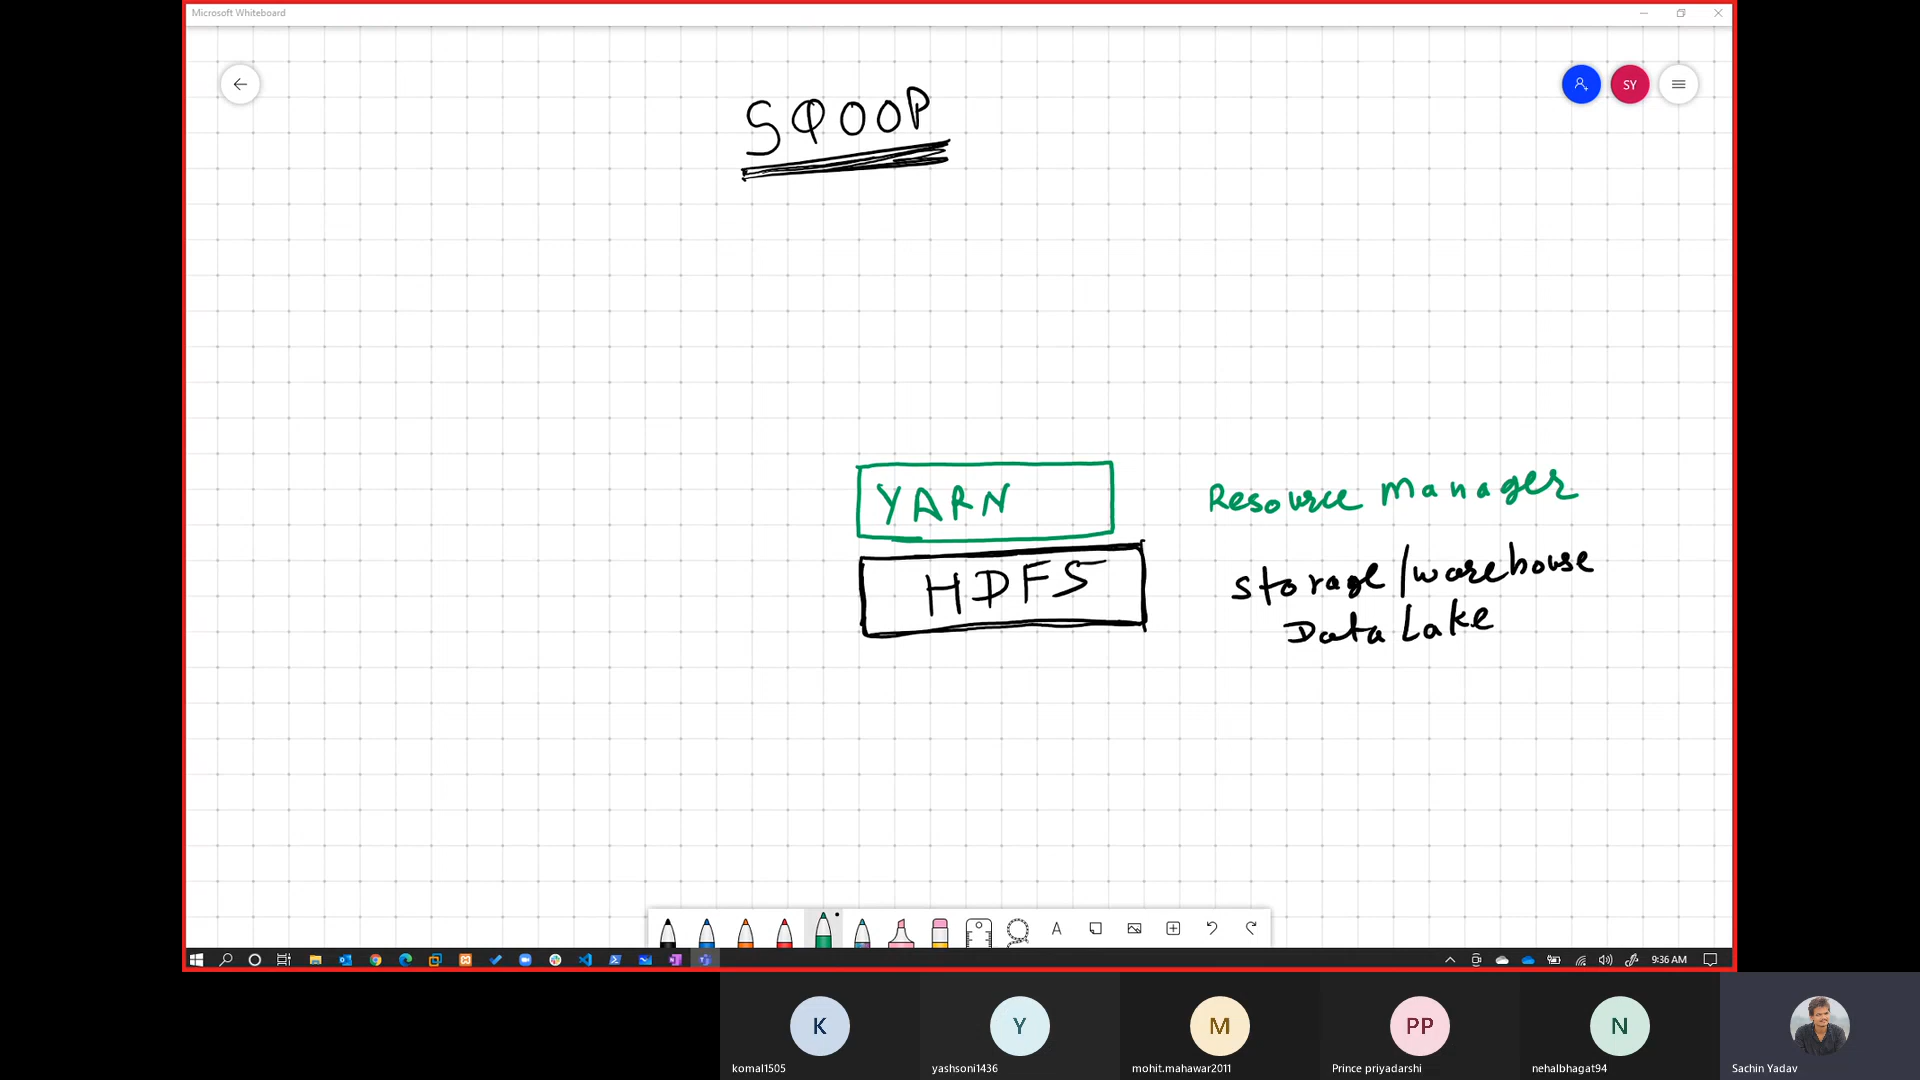 Microsoft Whiteboard
SY
SQOOP
YARN
Resource Manager
HDFS
Storage/warehouse
Data Lake
A
9:36 AM
K
Y
M
PP
N
komal1505
yashsoni1436
mohit.mahawar2011
Prince priyadarshi
nehalbhagat94
Sachin Yadav